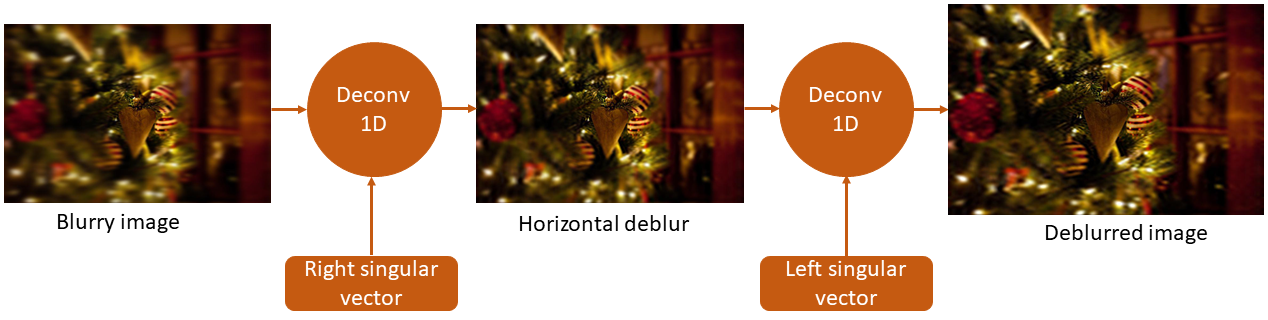 Deconv
1D
Deconv
1D
Blurry image
Horizontal deblur
Deblurred image
Right singular
vector
Left singular
vector